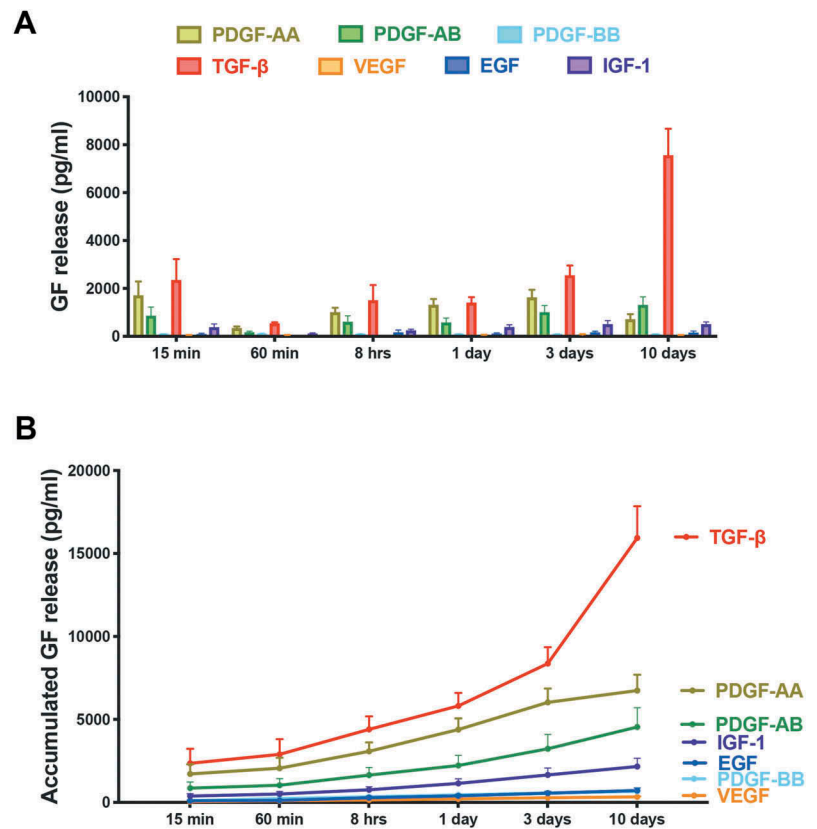 A
PDGF-AA PDGF-AB PDGF-BB
TGF-β VEGF EGF IGF-1
GF release (pg/ml)
10000
8000
6000
4000
2000
0
15 min 60 min 8 hrs 1 day 3 days 10 days
B
Accumulated GF release (pg/ml)
20000
15000
10000
5000
0
15 min 60 min 8 hrs 1 day 3 days 10 days
TGF-β
PDGF-AA
PDGF-AB
IGF-1
EGF
PDGF-BB
VEGF